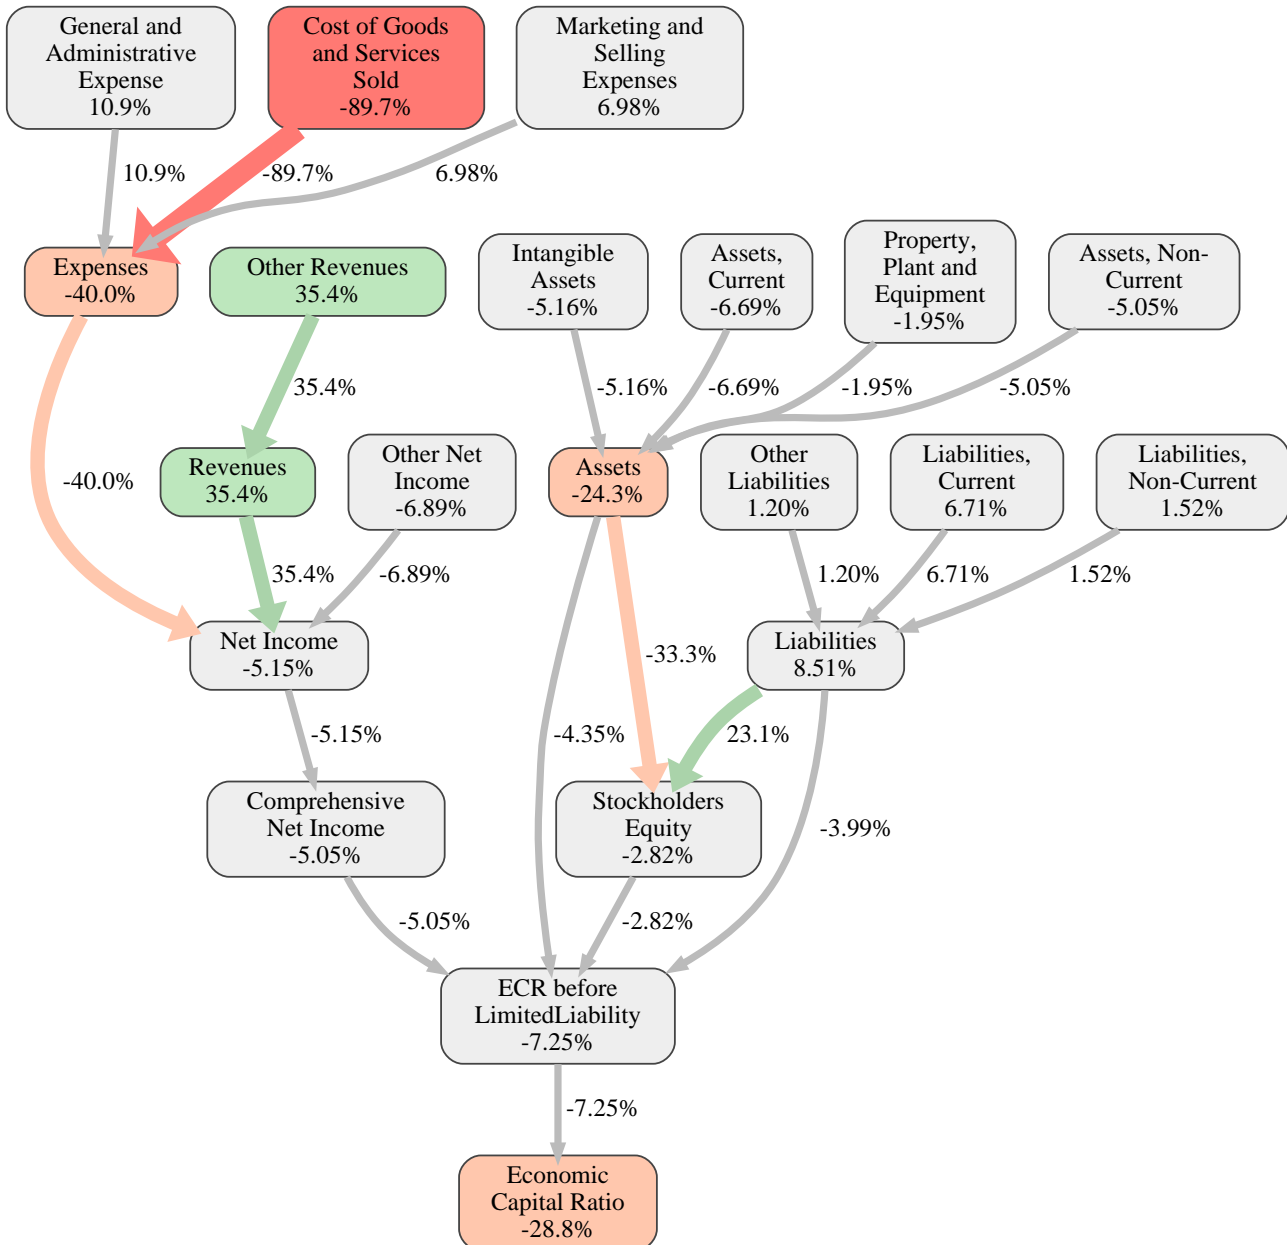 General and
Administrative
Expense
10.9%
Cost of Goods
and Services
Sold
-89.7%
Marketing and
Selling
Expenses
6.98%
10.9%
-89.7%
6.98%
Expenses
-40.0%
Other Revenues
35.4%
Intangible
Assets
-5.16%
Assets,
Current
-6.69%
Property,
Plant and
Equipment
-1.95%
Assets, Non-
Current
-5.05%
35.4%
-5.16%
-6.69%
-1.95%
-5.05%
-40.0%
Revenues
35.4%
Other Net
Income
-6.89%
Assets
-24.3%
Other
Liabilities
1.20%
Liabilities,
Current
6.71%
Liabilities,
Non-Current
1.52%
35.4%
-6.89%
1.20%
6.71%
1.52%
Net Income
-5.15%
-33.3%
Liabilities
8.51%
-5.15%
-4.35%
23.1%
Comprehensive
Net Income
-5.05%
Stockholders
Equity
-2.82%
-3.99%
-5.05%
-2.82%
ECR before
LimitedLiability
-7.25%
-7.25%
Economic
Capital Ratio
-28.8%